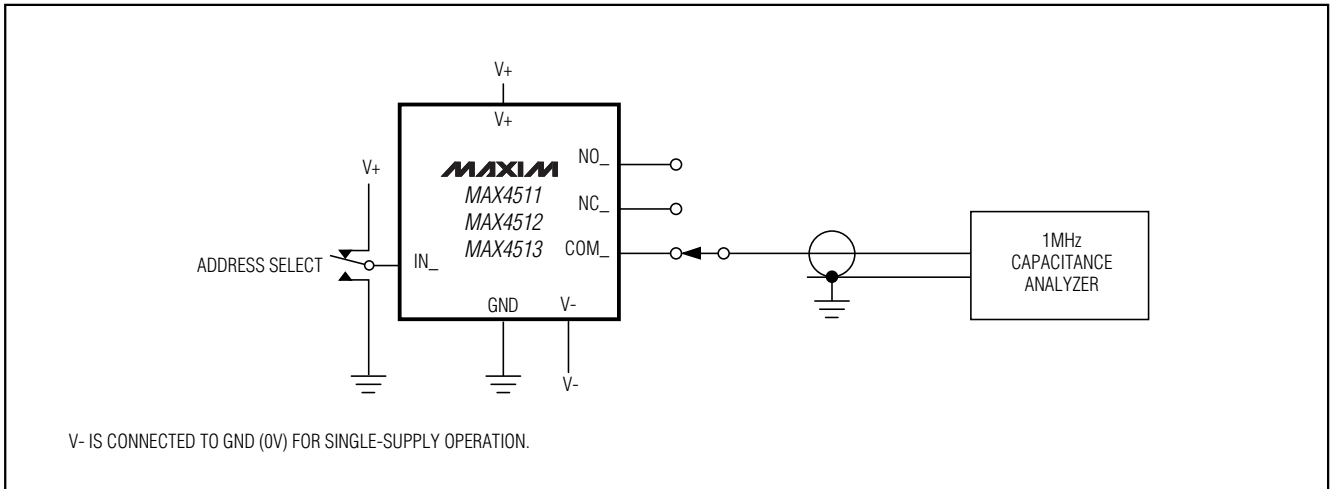 V+
V+
V+
MAXIM
MAX4511
MAX4512
MAX4513
NO_
NC_
COM_
ADDRESS SELECT
IN_
GND
V-
V-
1MHz
CAPACITANCE
ANALYZER
V- IS CONNECTED TO GND (0V) FOR SINGLE-SUPPLY OPERATION.